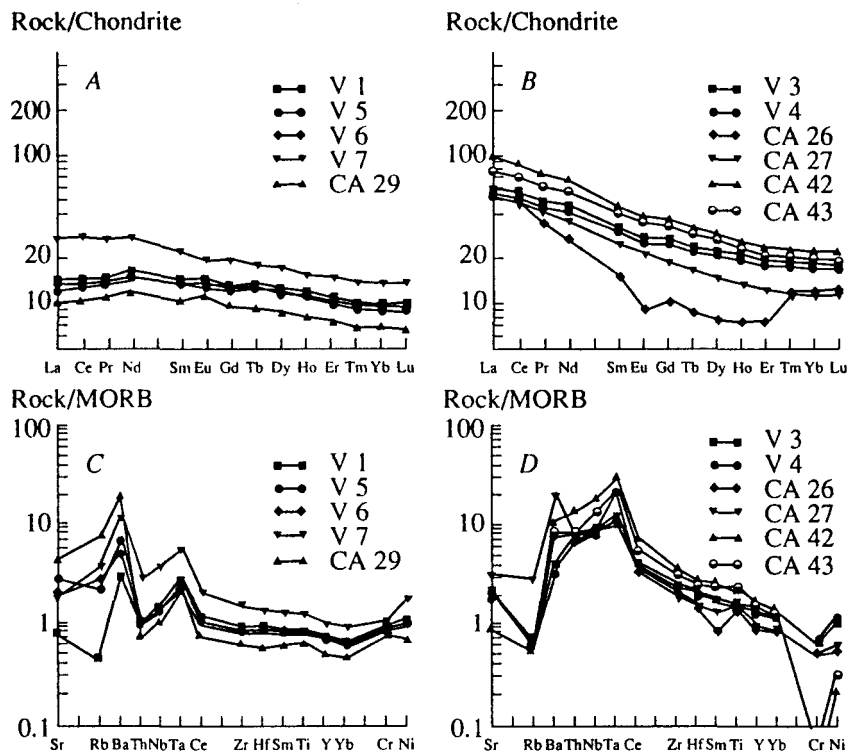 Rock/Chondrite
A
V 1
V 5
V 6
V 7
CA 29
200
100
20
10
La Ce Pr Nd Sm Eu Gd Tb Dy Ho Er Tm Yb Lu
Rock/Chondrite
B
V 3
V 4
CA 26
CA 27
CA 42
CA 43
200
100
20
10
La Ce Pr Nd Sm Eu Gd Tb Dy Ho Er Tm Yb Lu
Rock/MORB
C
V 1
V 5
V 6
V 7
CA 29
100
10
1
0.1
Sr Rb Ba Th Nb Ta Ce Zr Hf Sm Ti Y Yb Cr Ni
Rock/MORB
D
V 3
V 4
CA 26
CA 27
CA 42
CA 43
100
10
1
0.1
Sr Rb Ba Th Nb Ta Ce Zr Hf Sm Ti Y Yb Cr Ni